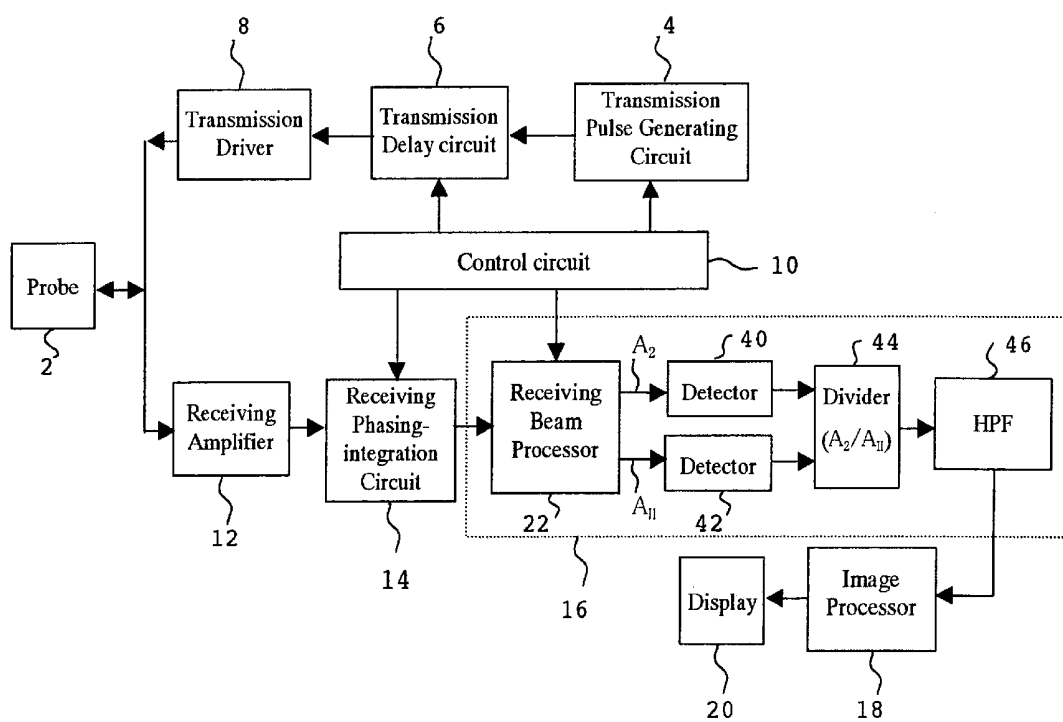 8
6
4
Transmission
Driver
Transmission
Delay circuit
Transmission
Pulse Generating
Circuit
Control circuit
10
Probe
2
Receiving
Amplifier
12
Receiving
Phasing-
integration
Circuit
14
Receiving
Beam
Processor
22
A2
AII
40
Detector
Detector
42
44
Divider
(A2/AII)
46
HPF
16
Display
20
Image
Processor
18